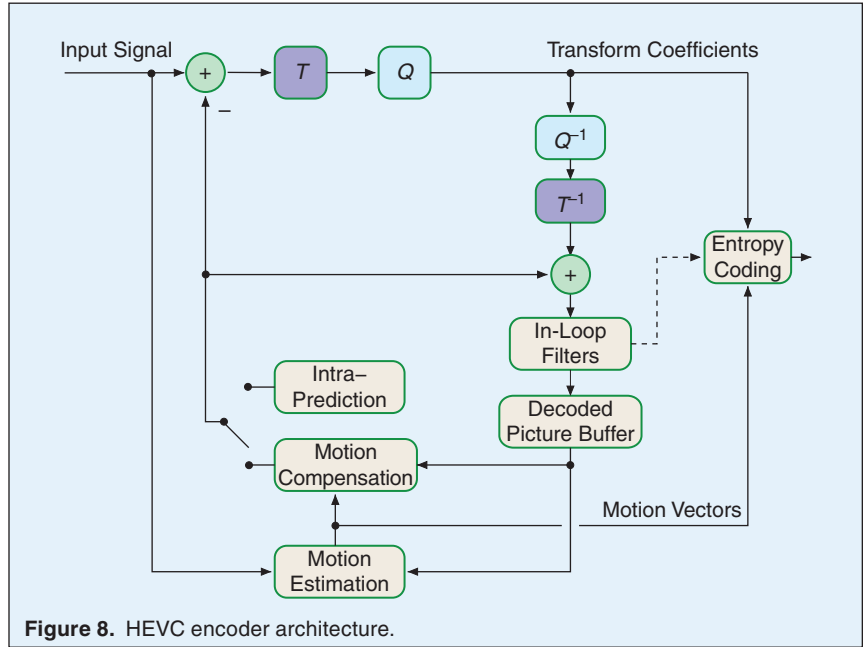 Input Signal
Transform Coefficients
+
T
Q
–
Q–1
T–1
+
Entropy
Coding
In-Loop
Filters
Intra–
Prediction
Decoded
Picture Buffer
Motion
Compensation
Motion Vectors
Motion
Estimation
Figure 8. HEVC encoder architecture.